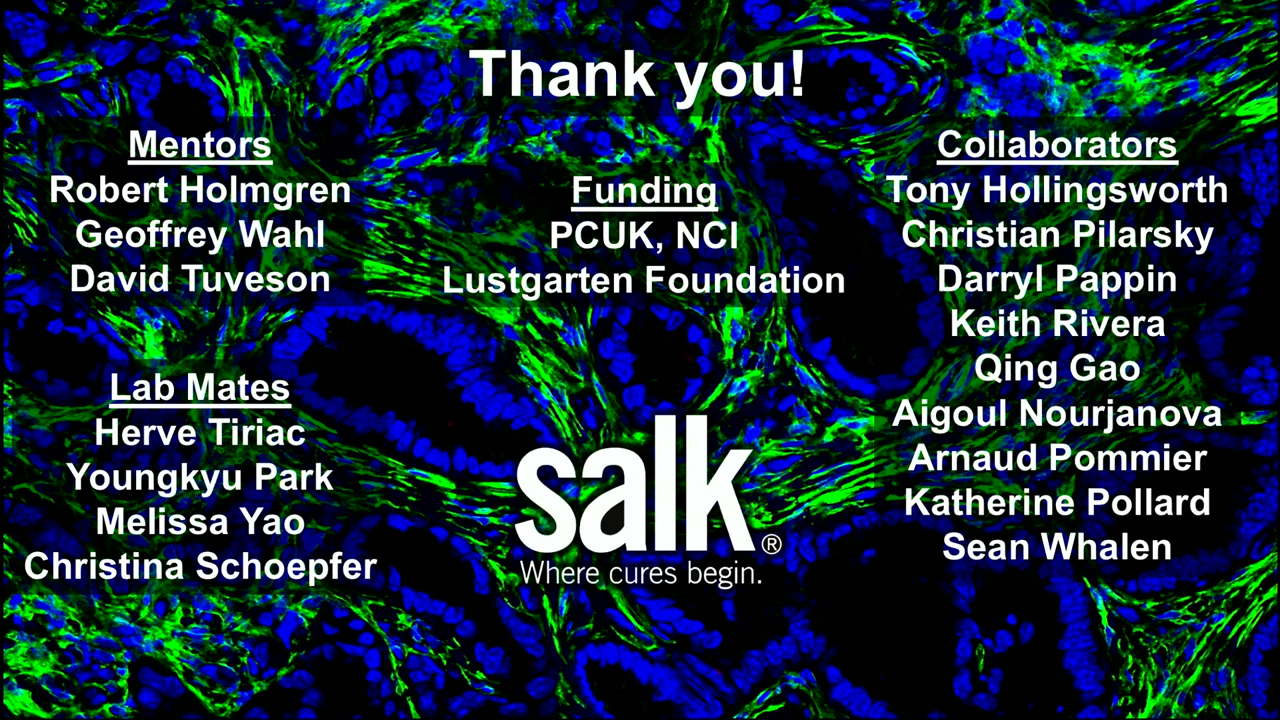 Thank you!
Mentors
Robert Holmgren
Geoffrey Wahl
David Tuveson
Lab Mates
Herve Tiriac
Youngkyu Park
Melissa Yao
Christina Schoepfer
Funding
PCUK, NCI
Lustgarten Foundation
salk®
Where cures begin.
Collaborators
Tony Hollingsworth
Christian Pilarsky
Darryl Pappin
Keith Rivera
Qing Gao
Aigoul Nourjanova
Arnaud Pommier
Katherine Pollard
Sean Whalen